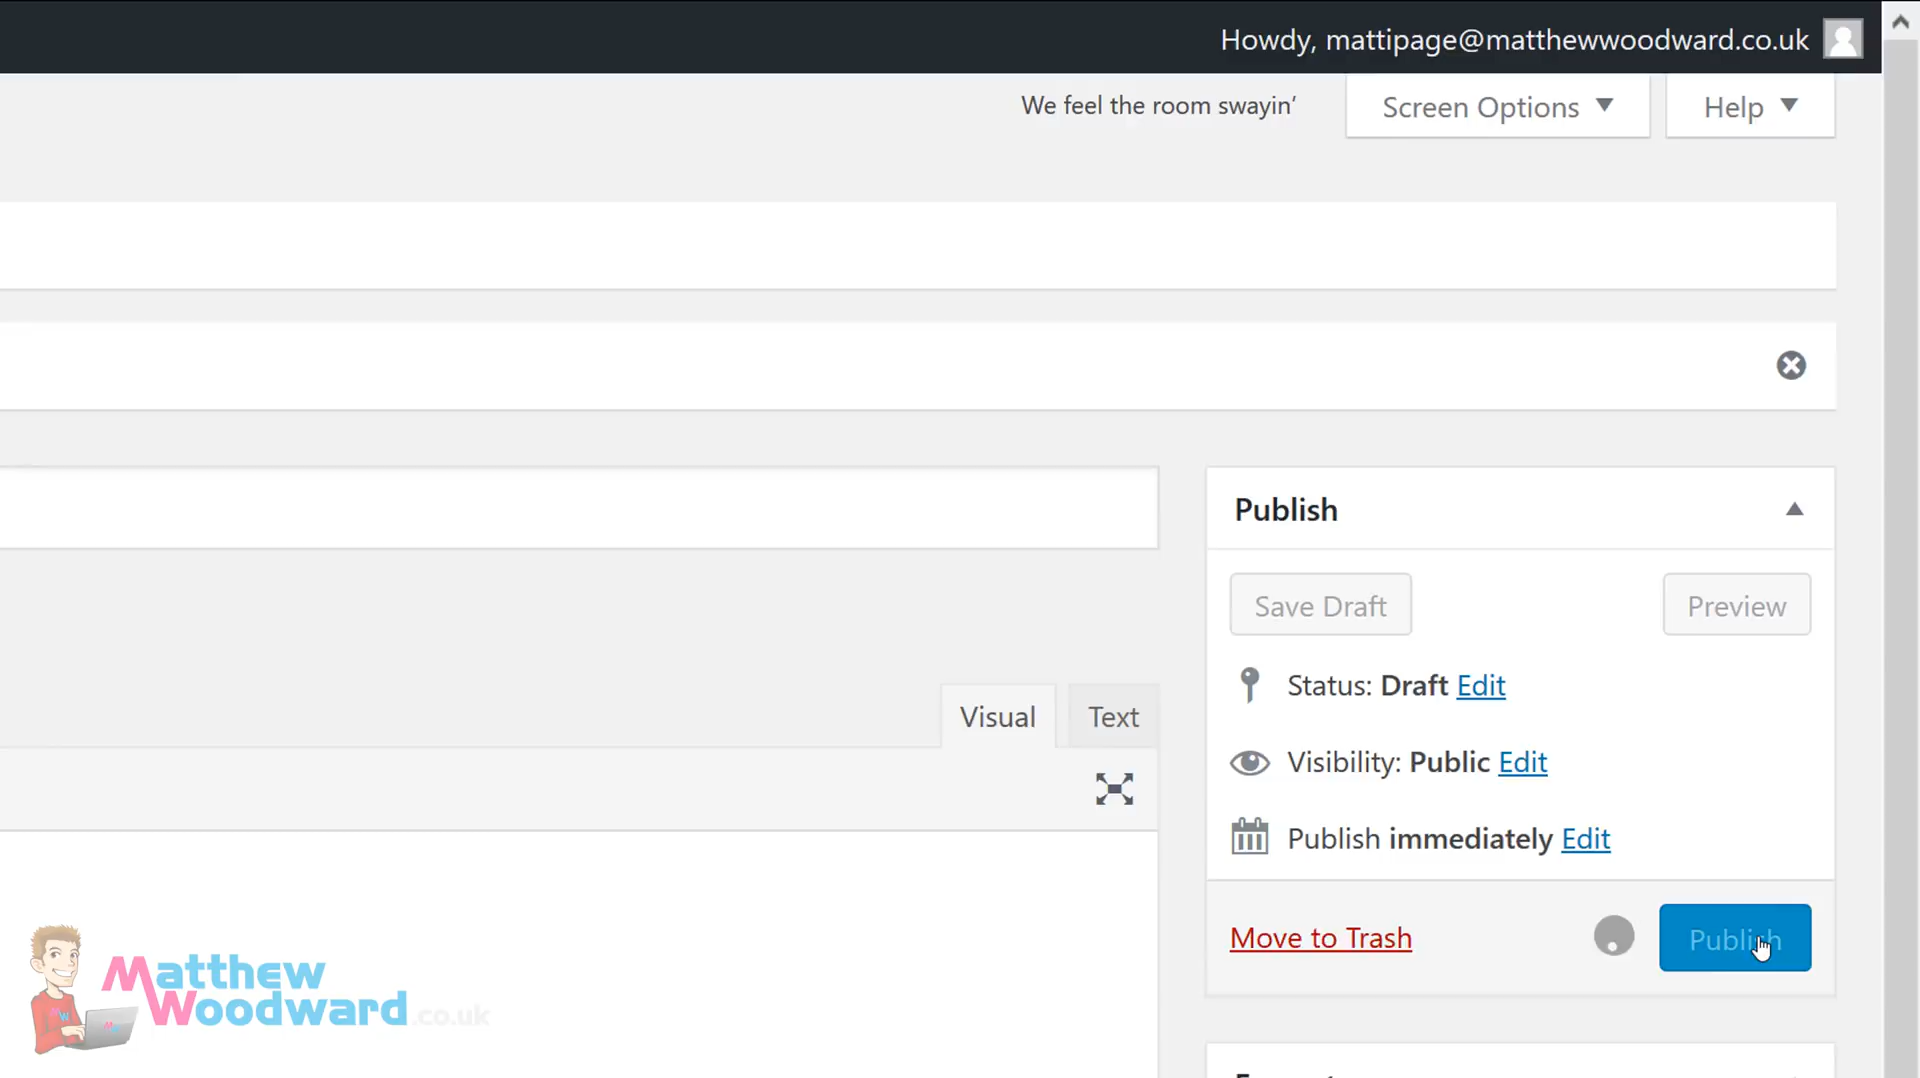 Howdy, mattipage@matthewwoodward.co.uk
We feel the room swayin’
Screen Options
Help
Publish
Save Draft
Preview
Status: Draft Edit
Visual
Text
Visibility: Public Edit
Publish immediately Edit
Move to Trash
Publish
Matthew
Woodward.co.uk